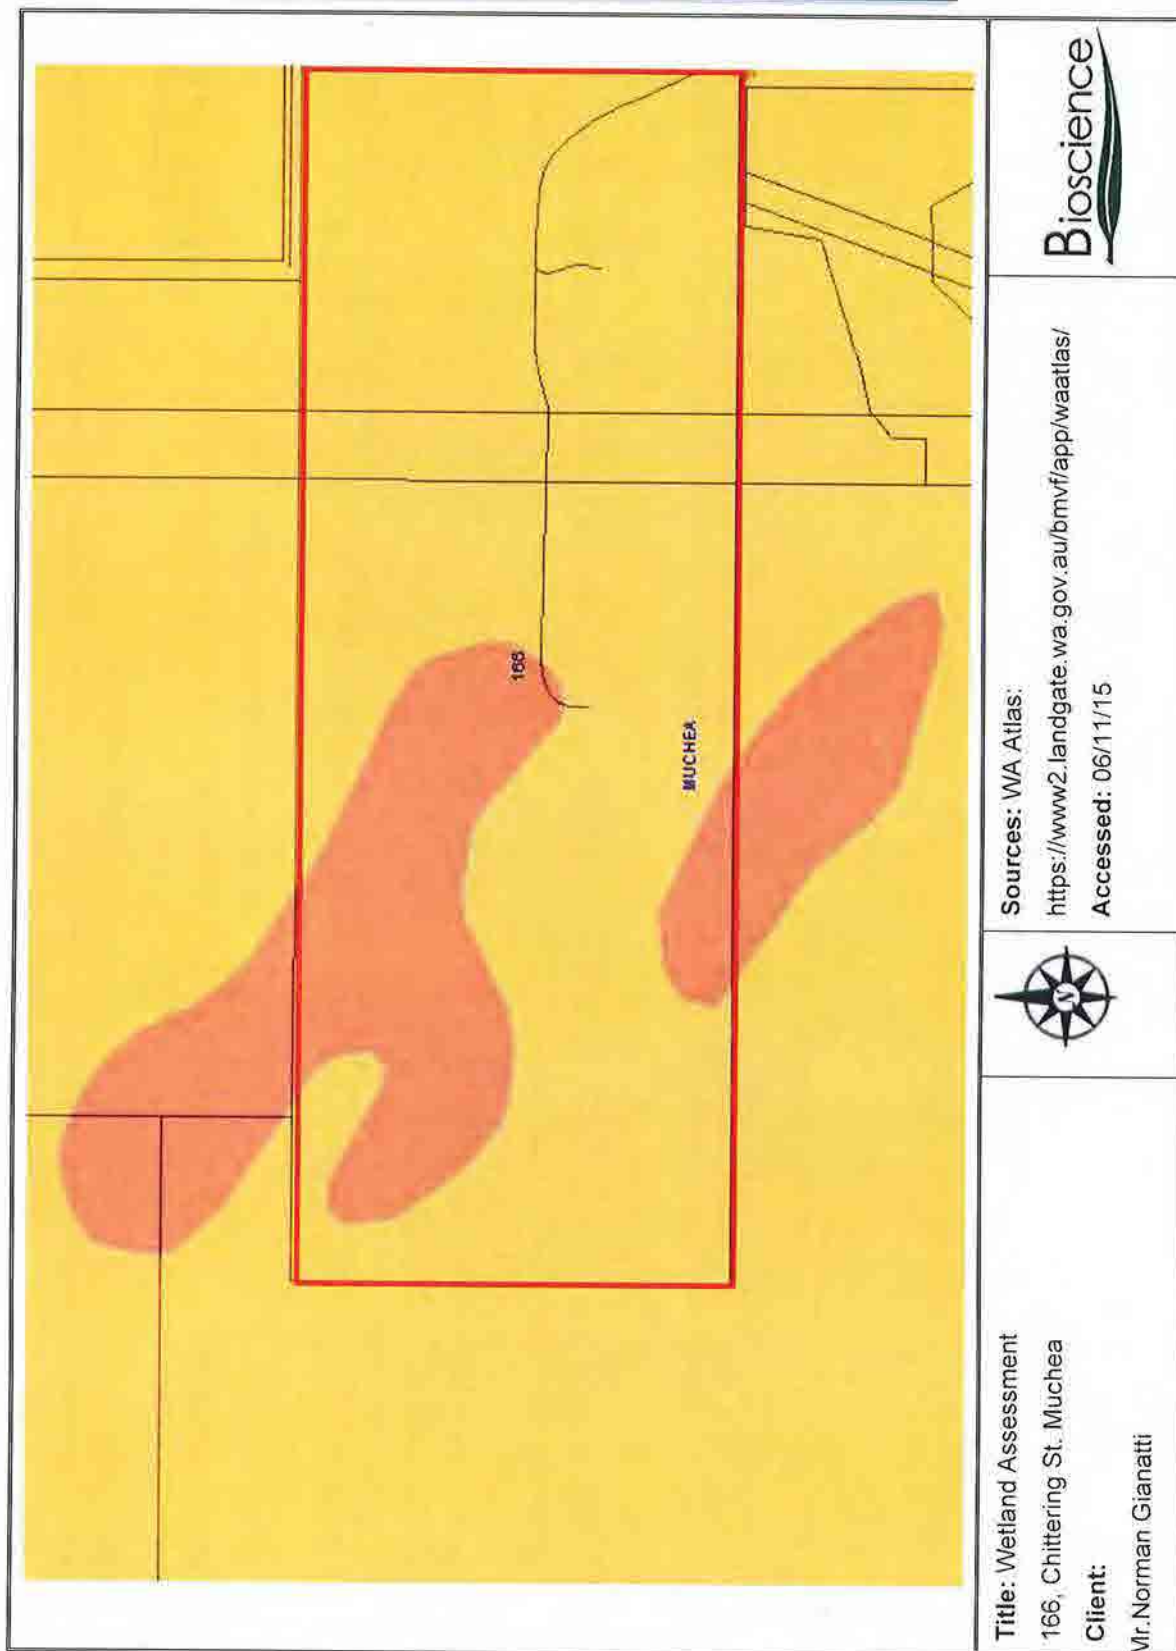 166
MUCHEA
Title: Wetland Assessment
166, Chittering St. Muchea
Client:
Mr.Norman Gianatti
N
Sources: WA Atlas:
https://www2.landgate.wa.gov.au/bmvf/app/waatlas/
Accessed: 06/11/15
Bioscience